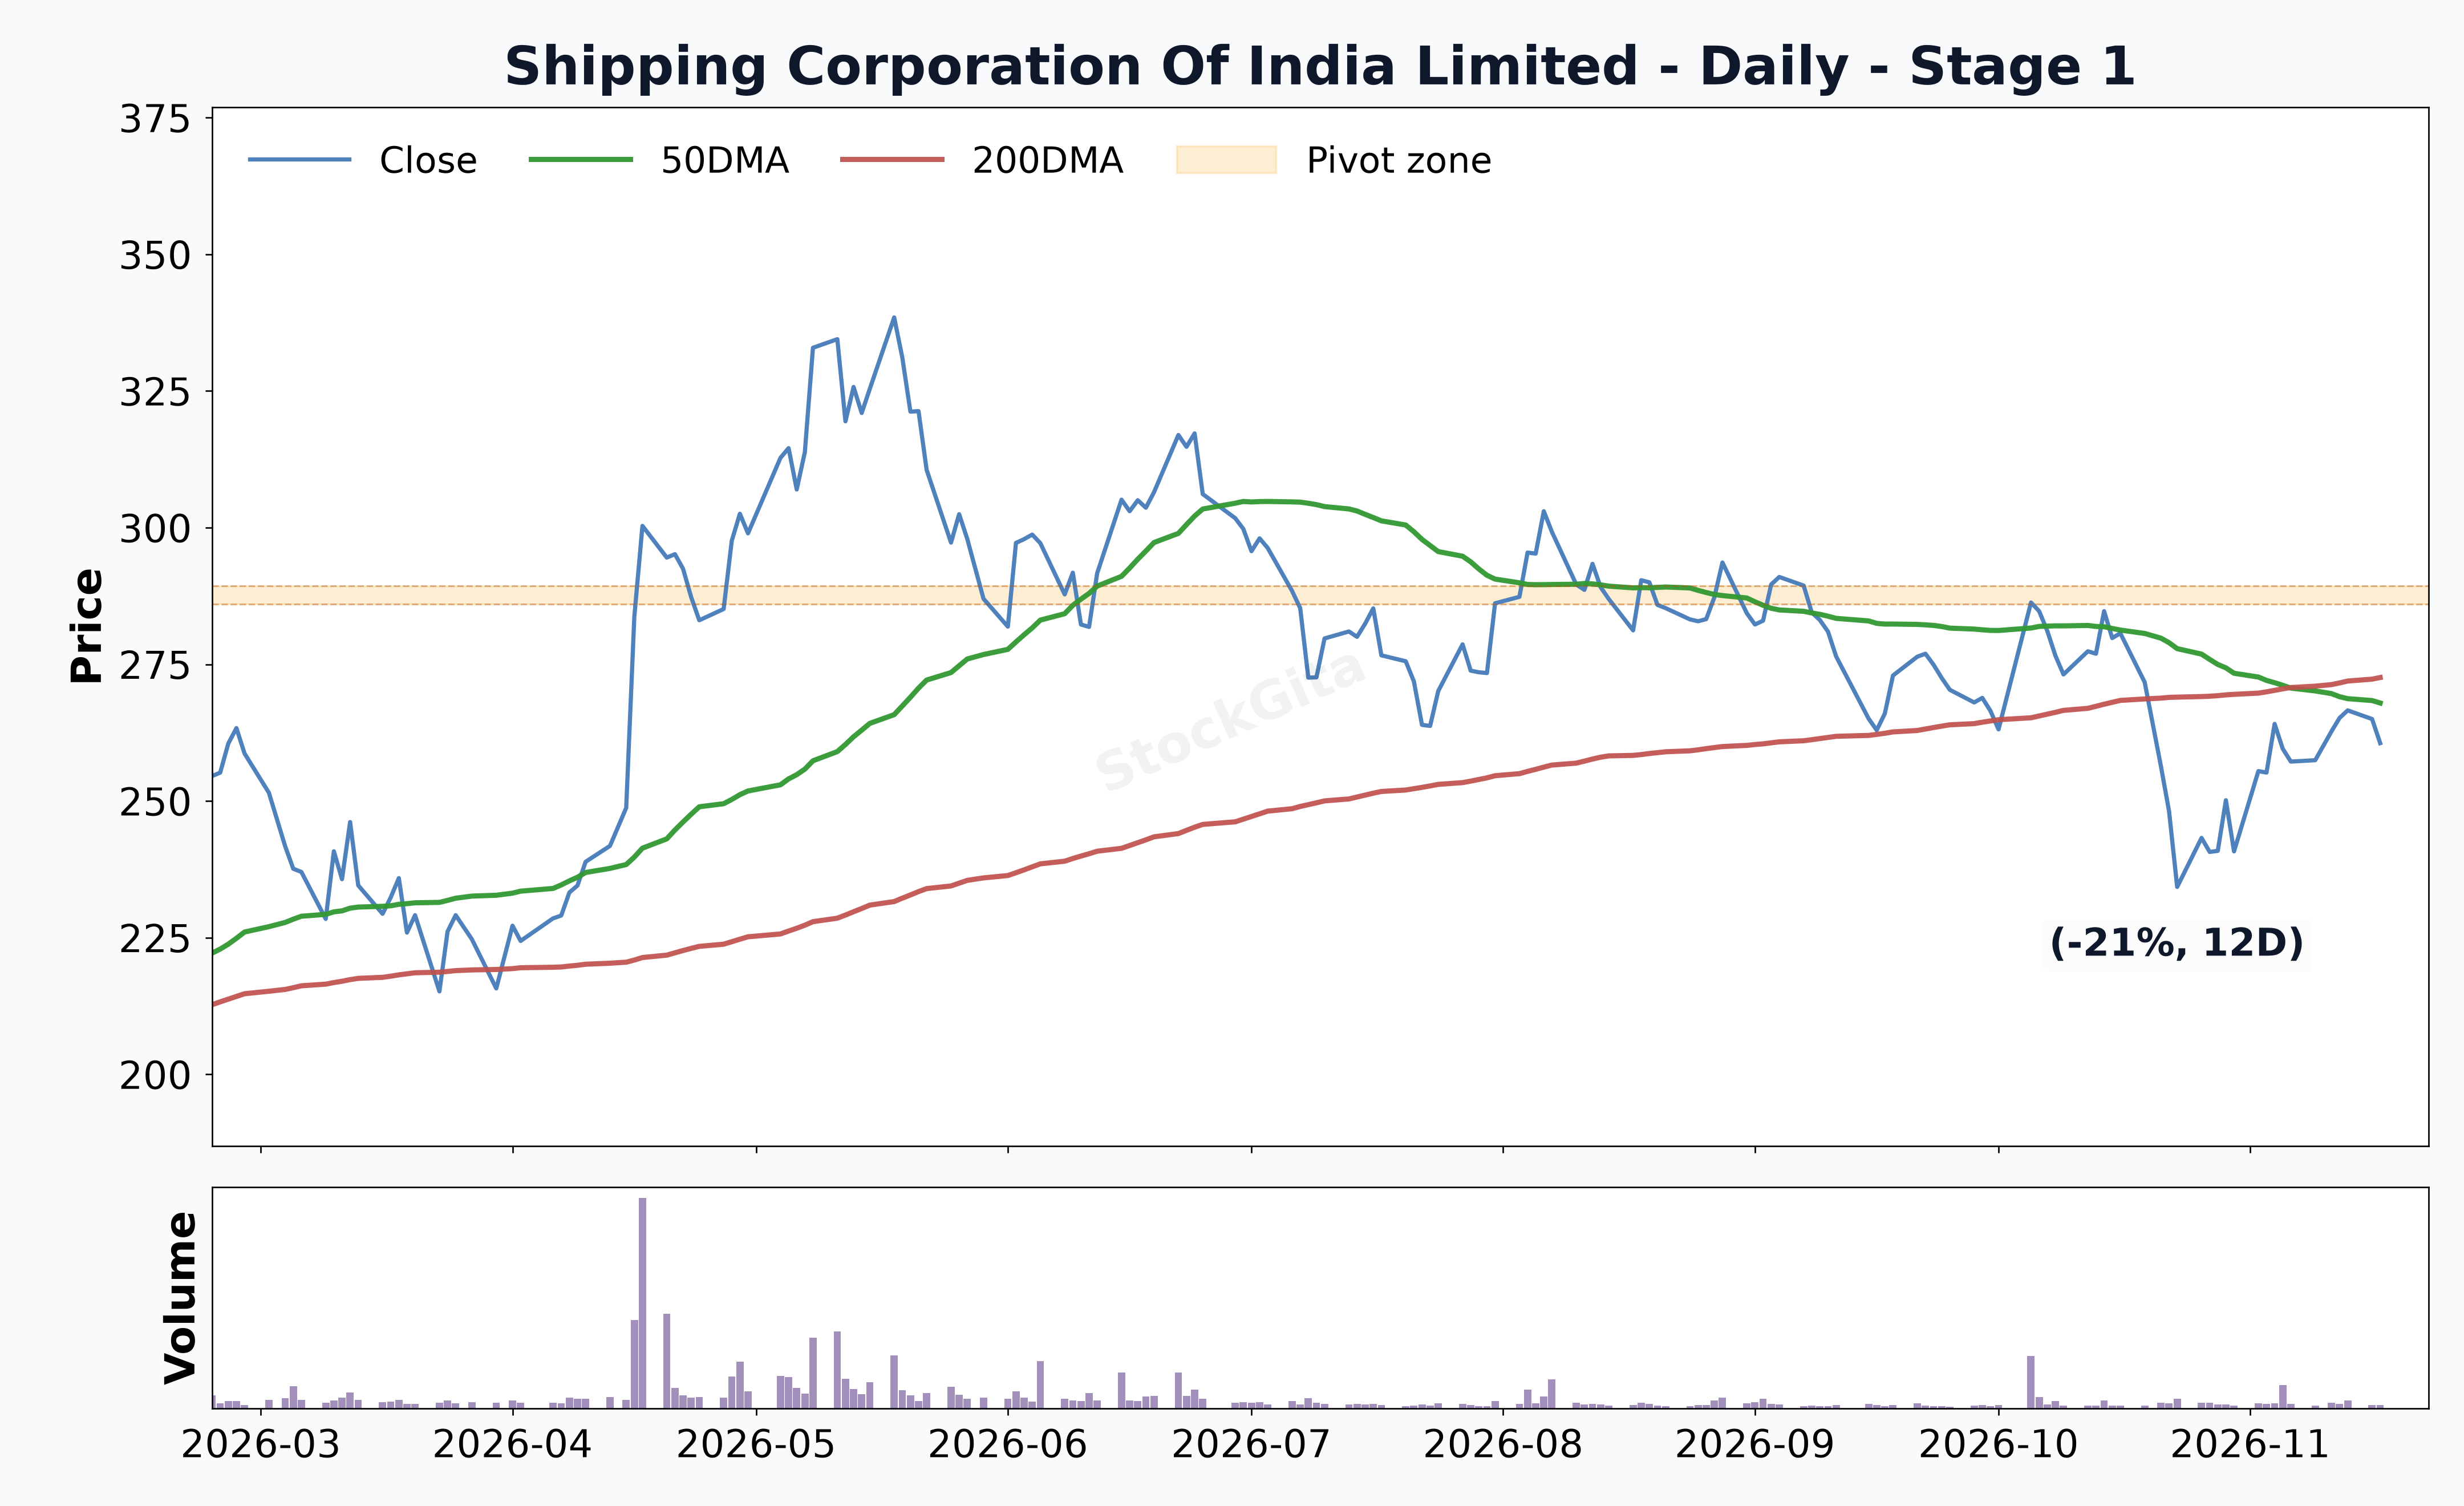 Shipping Corporation Of India Limited - Daily - Stage 1
Close 50DMA 200DMA Pivot zone
375
350
325
300
275
250
225
200
Price
StockGita
(-21%, 12D)
Volume
2026-03 2026-04 2026-05 2026-06 2026-07 2026-08 2026-09 2026-10 2026-11